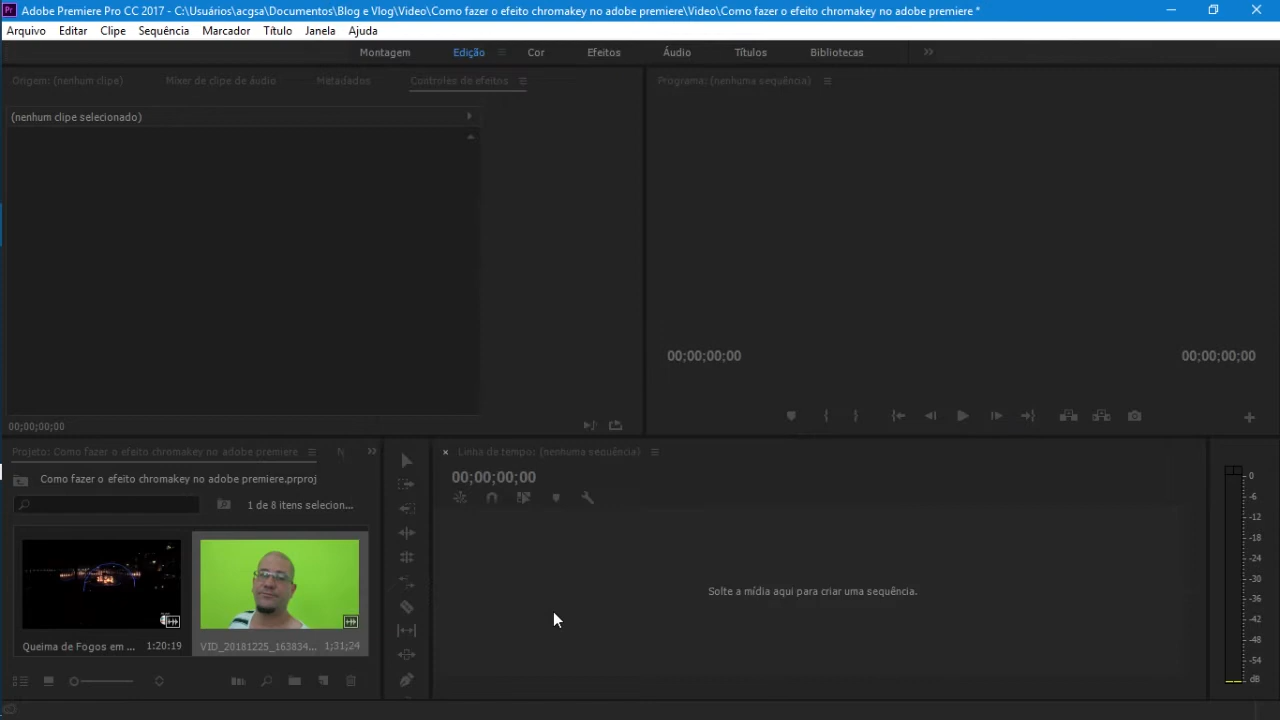 Pr Adobe Premiere Pro CC 2017 - C:\Usuários\acgsa\Documentos\Blog e Vlog\Video\Como fazer o efeito chromakey no adobe premiere\Video\Como fazer o efeito chromakey no adobe premiere *
Arquivo Editar Clipe Sequência Marcador Título Janela Ajuda
Montagem Edição Cor Efeitos Áudio Títulos Bibliotecas
Origem: (nenhum clipe) Mixer de clipe de áudio Metadados Controles de efeitos
Programa: (nenhuma sequência)
(nenhum clipe selecionado)
00;00;00;00 00;00;00;00
00;00;00;00
Projeto: Como fazer o efeito chromakey no adobe premiere
Como fazer o efeito chromakey no adobe premiere.prproj
1 de 8 itens selecion...
Queima de Fogos em ... 1:20:19
VID_20181225_163834... 1;31;24
Linha de tempo: (nenhuma sequência)
00;00;00;00
Solte a mídia aqui para criar uma sequência.
0
-6
-12
-18
-24
-30
-36
-42
-48
-54
dB